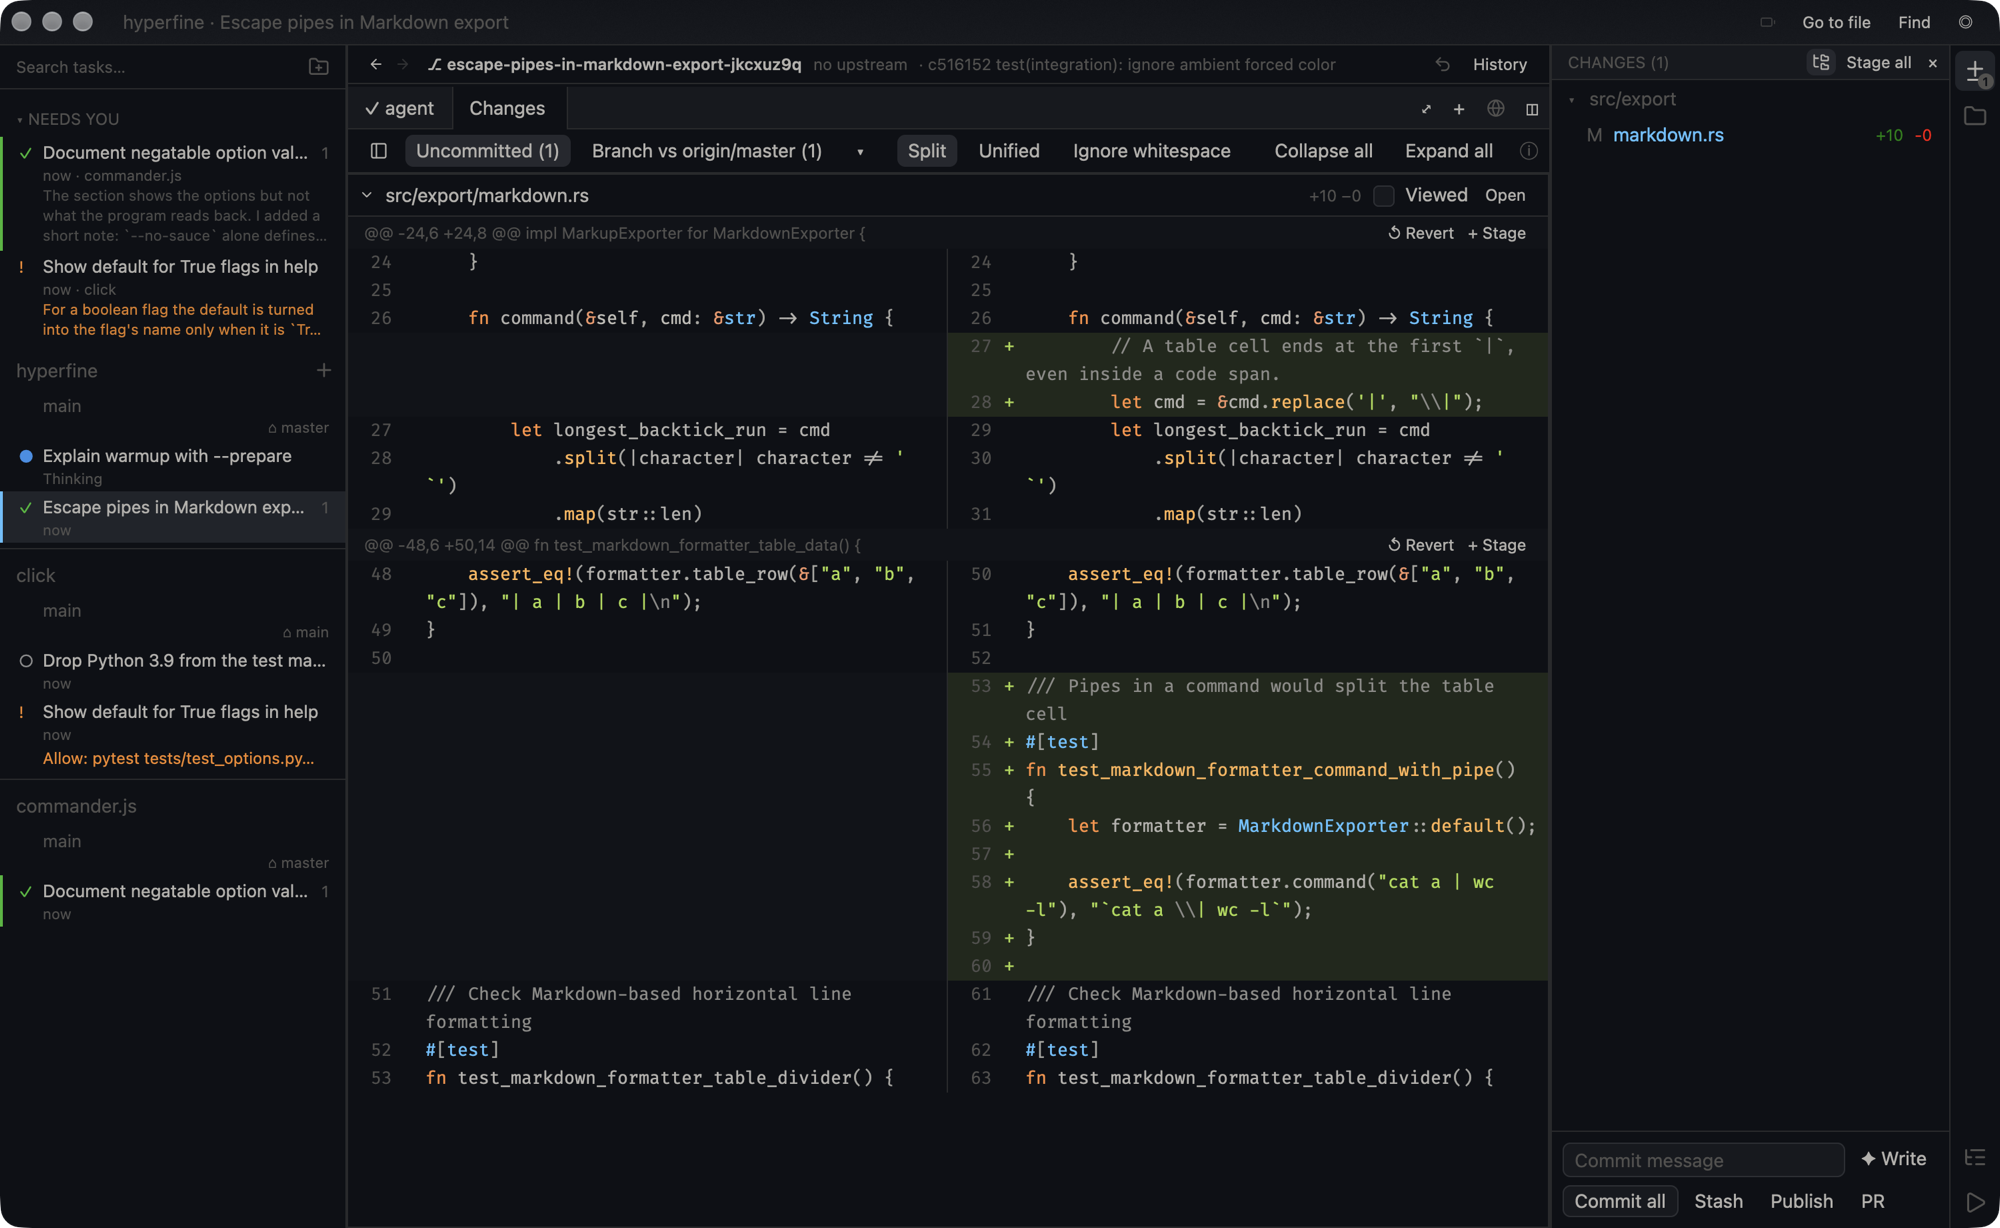 hyperfine · Escape pipes in Markdown export
Go to file
Find
Search tasks...
NEEDS YOU
Document negatable option val... 1
now · commander.js
The section shows the options but not
what the program reads back. I added a
short note: `--no-sauce` alone defines...
! Show default for True flags in help
now · click
For a boolean flag the default is turned
into the flag's name only when it is `Tr...
hyperfine +
main
master
Explain warmup with --prepare
Thinking
Escape pipes in Markdown exp... 1
now
click
main
main
Drop Python 3.9 from the test ma...
now
! Show default for True flags in help
now
Allow: pytest tests/test_options.py...
commander.js
main
master
Document negatable option val... 1
now
escape-pipes-in-markdown-export-jkcxuz9q no upstream · c516152 test(integration): ignore ambient forced color
History
agent
Changes
Uncommitted (1)
Branch vs origin/master (1)
Split
Unified
Ignore whitespace
Collapse all
Expand all
src/export/markdown.rs
+10 −0
Viewed
Open
@@ -24,6 +24,8 @@ impl MarkupExporter for MarkdownExporter {
Revert + Stage
24 }
25
26 fn command(&self, cmd: &str) -> String {
27 let longest_backtick_run = cmd
28 .split(|character| character != '
`')
29 .map(str::len)
24 }
25
26 fn command(&self, cmd: &str) -> String {
27 + // A table cell ends at the first `|`,
even inside a code span.
28 + let cmd = &cmd.replace('|', "\\|");
29 let longest_backtick_run = cmd
30 .split(|character| character != '
`')
31 .map(str::len)
@@ -48,6 +50,14 @@ fn test_markdown_formatter_table_data() {
Revert + Stage
48 assert_eq!(formatter.table_row(&["a", "b",
"c"]), "| a | b | c |\n");
49 }
50
51 /// Check Markdown-based horizontal line
formatting
52 #[test]
53 fn test_markdown_formatter_table_divider() {
50 assert_eq!(formatter.table_row(&["a", "b",
"c"]), "| a | b | c |\n");
51 }
52
53 + /// Pipes in a command would split the table
cell
54 + #[test]
55 + fn test_markdown_formatter_command_with_pipe()
{
56 + let formatter = MarkdownExporter::default();
57 +
58 + assert_eq!(formatter.command("cat a | wc
-l"), "`cat a \\| wc -l`");
59 + }
60 +
61 /// Check Markdown-based horizontal line
formatting
62 #[test]
63 fn test_markdown_formatter_table_divider() {
CHANGES (1)
Stage all ×
src/export
M markdown.rs +10 -0
1
Commit message
Write
Commit all
Stash
Publish
PR